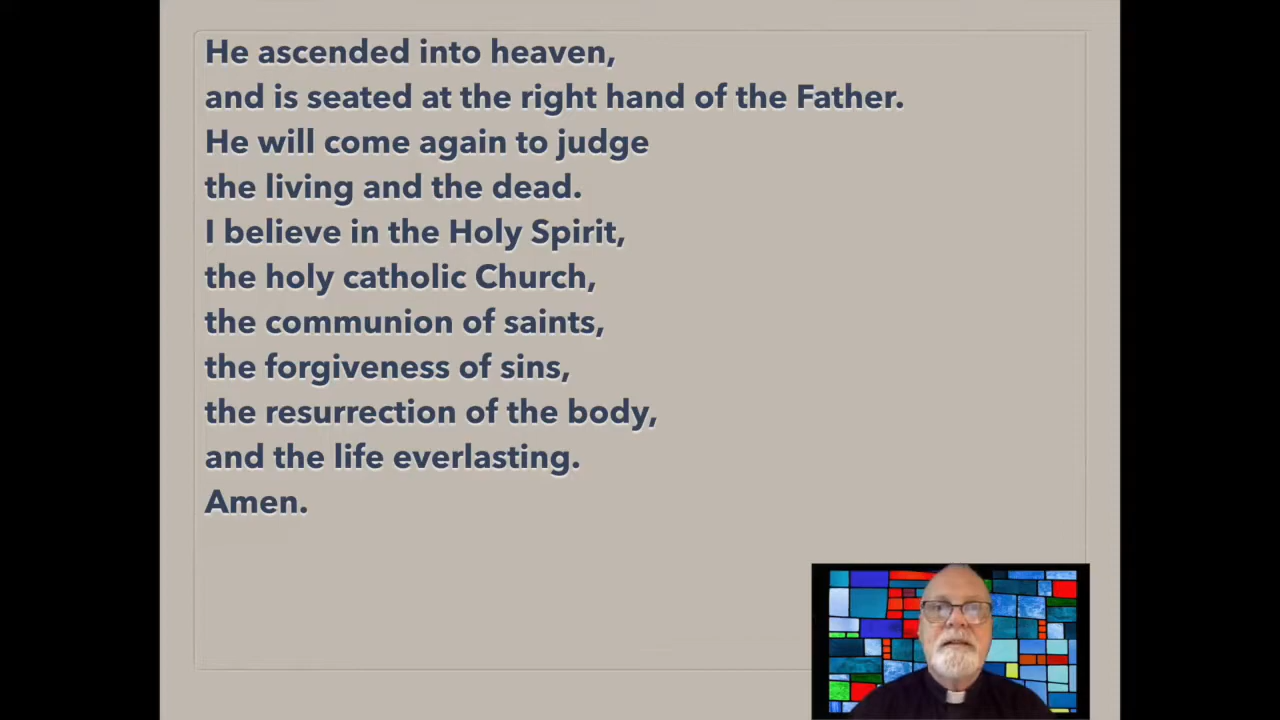 He ascended into heaven,
and is seated at the right hand of the Father.
He will come again to judge
the living and the dead.
I believe in the Holy Spirit,
the holy catholic Church,
the communion of saints,
the forgiveness of sins,
the resurrection of the body,
and the life everlasting.
Amen.